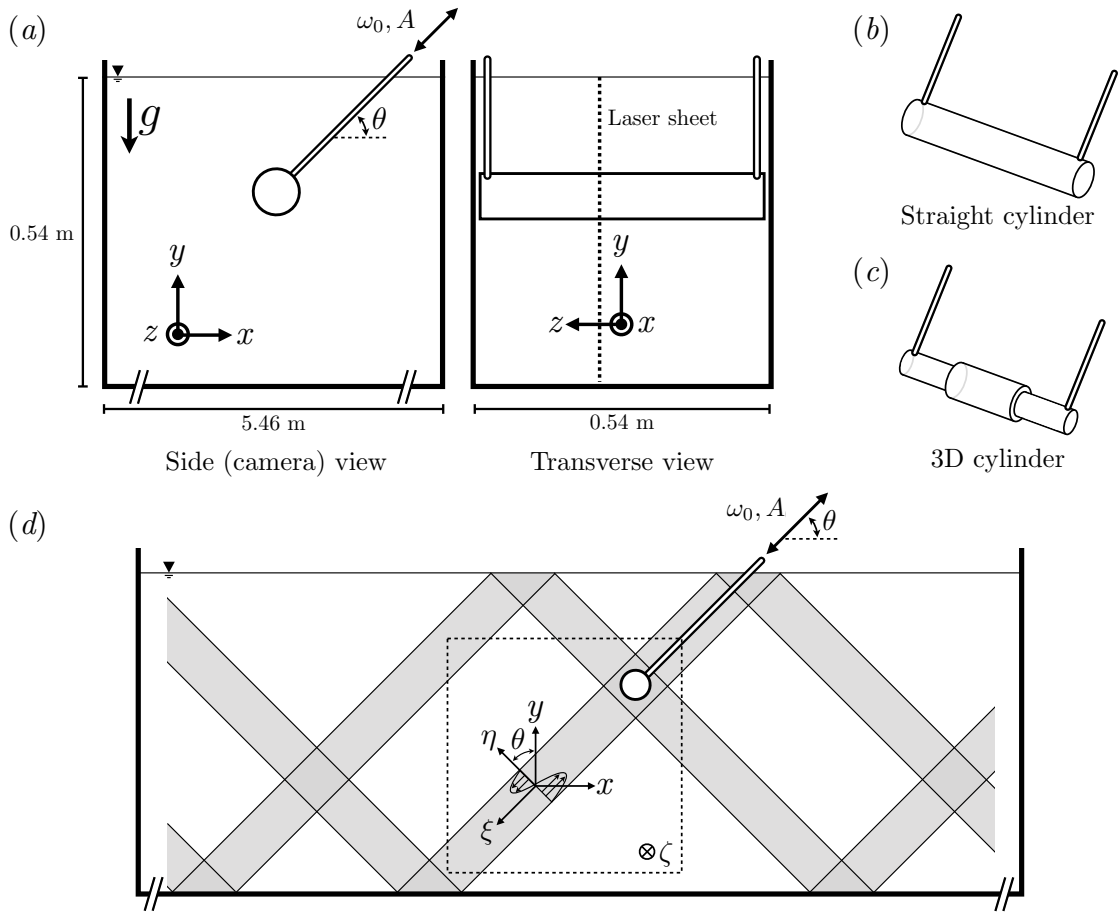 (a)
ω₀, A
g
θ
0.54 m
y
z
x
5.46 m
Side (camera) view
Laser sheet
y
z
x
0.54 m
Transverse view
(b)
Straight cylinder
(c)
3D cylinder
(d)
ω₀, A
θ
y
η
θ
x
ξ
ζ